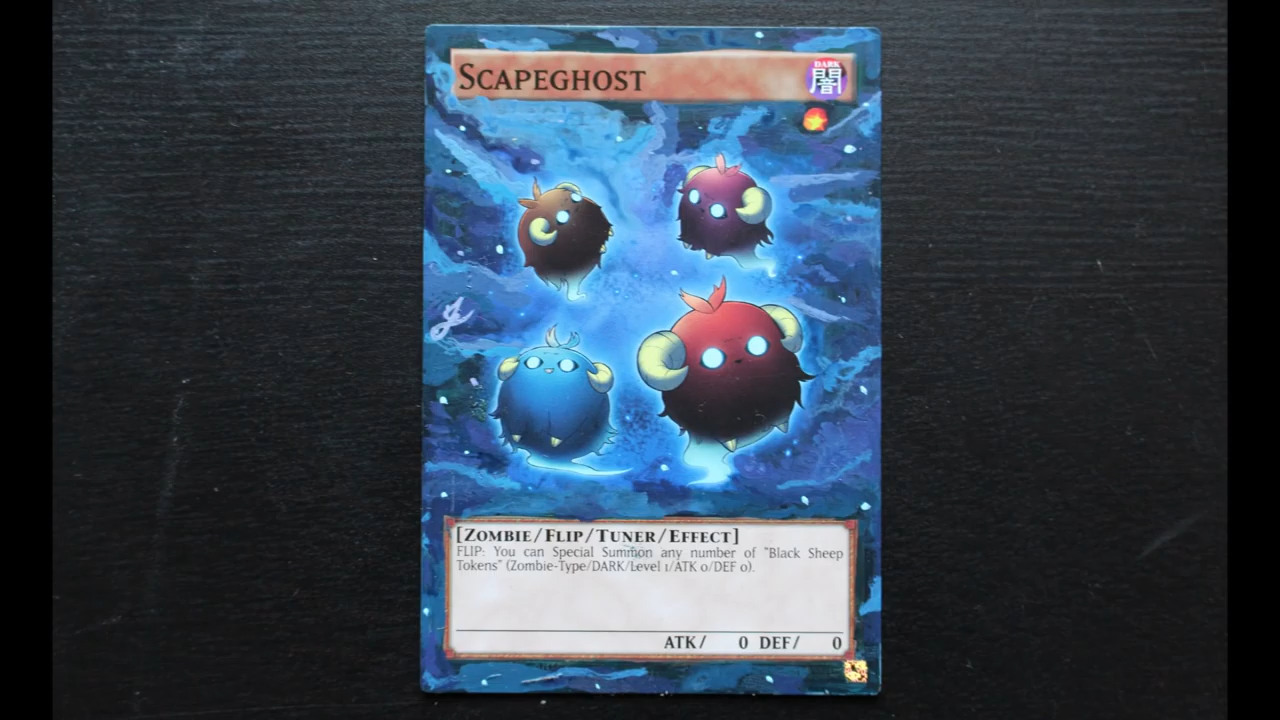 SCAPEGHOST
DARK
闇
[ZOMBIE/FLIP/TUNER/EFFECT]
FLIP: You can Special Summon any number of "Black Sheep
Tokens" (Zombie-Type/DARK/Level 1/ATK 0/DEF 0).
ATK/ 0 DEF/ 0